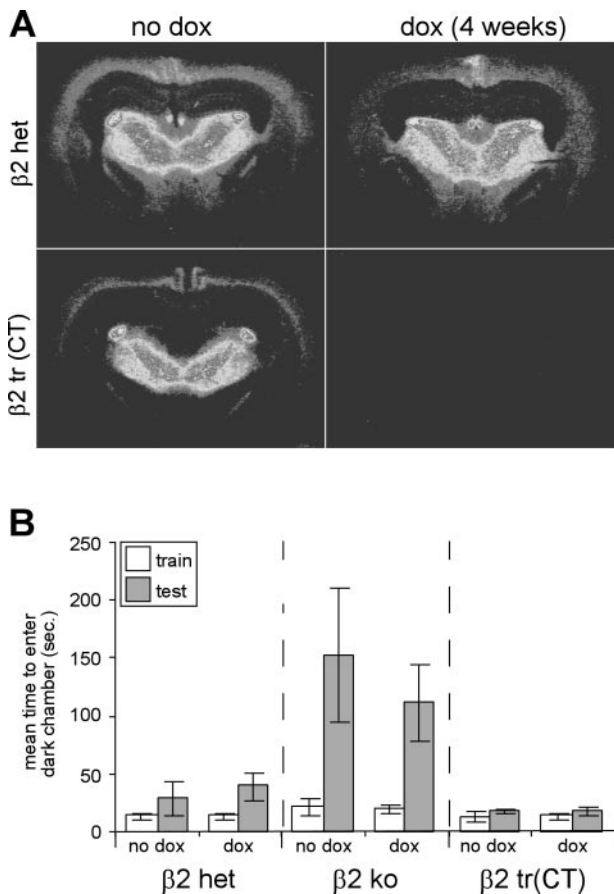 A
no dox
dox (4 weeks)
β2 het
β2 tr (CT)
B
mean time to enter
dark chamber (sec.)
250
200
150
100
50
0
train
test
no dox
dox
no dox
dox
no dox
dox
β2 het
β2 ko
β2 tr(CT)